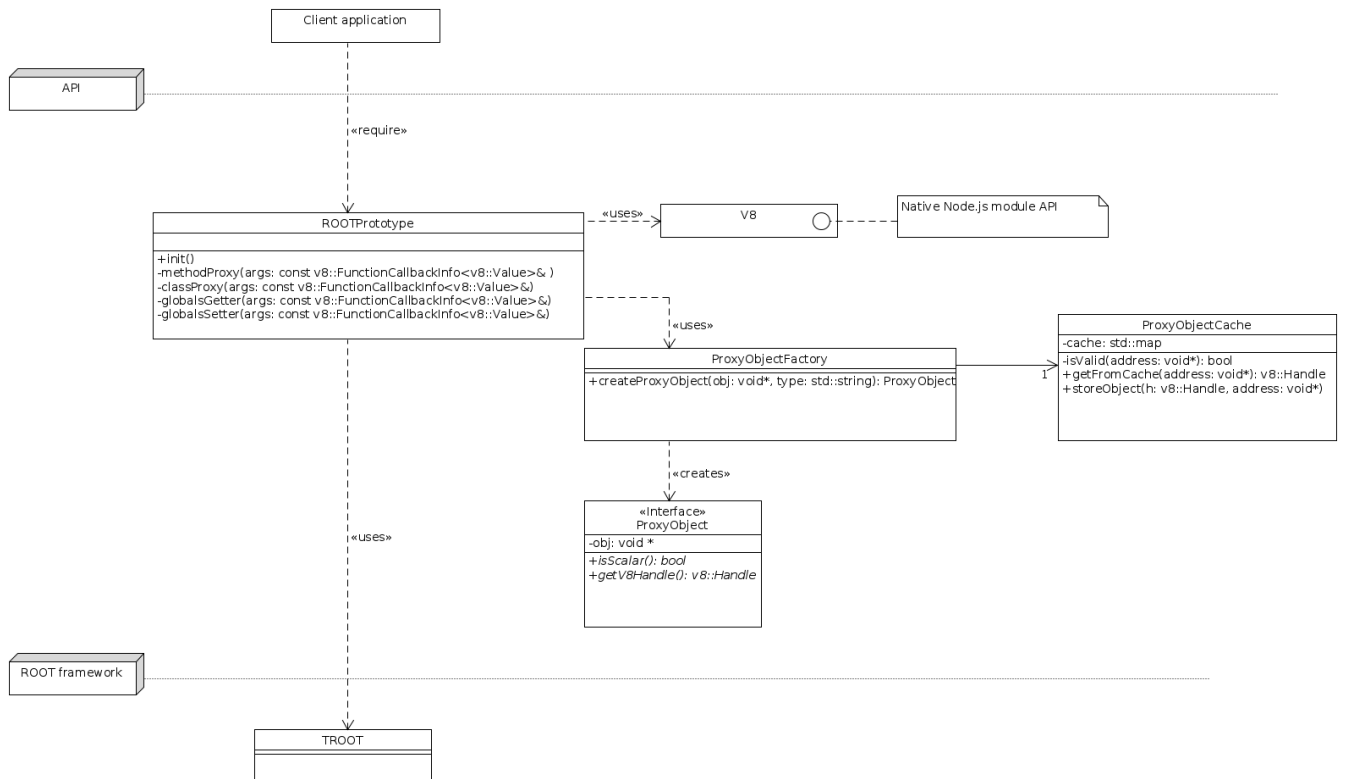 Client application
API
«require»
ROOTPrototype
+init()
-methodProxy(args: const v8::FunctionCallbackInfo<v8::Value>& )
-classProxy(args: const v8::FunctionCallbackInfo<v8::Value>&)
-globalsGetter(args: const v8::FunctionCallbackInfo<v8::Value>&)
-globalsSetter(args: const v8::FunctionCallbackInfo<v8::Value>&)
«uses»
V8
Native Node.js module API
«uses»
ProxyObjectFactory
+createProxyObject(obj: void*, type: std::string): ProxyObject
1
ProxyObjectCache
-cache: std::map
-isValid(address: void*): bool
+getFromCache(address: void*): v8::Handle
+storeObject(h: v8::Handle, address: void*)
«creates»
«Interface»
ProxyObject
-obj: void *
+isScalar(): bool
+getV8Handle(): v8::Handle
«uses»
ROOT framework
TROOT